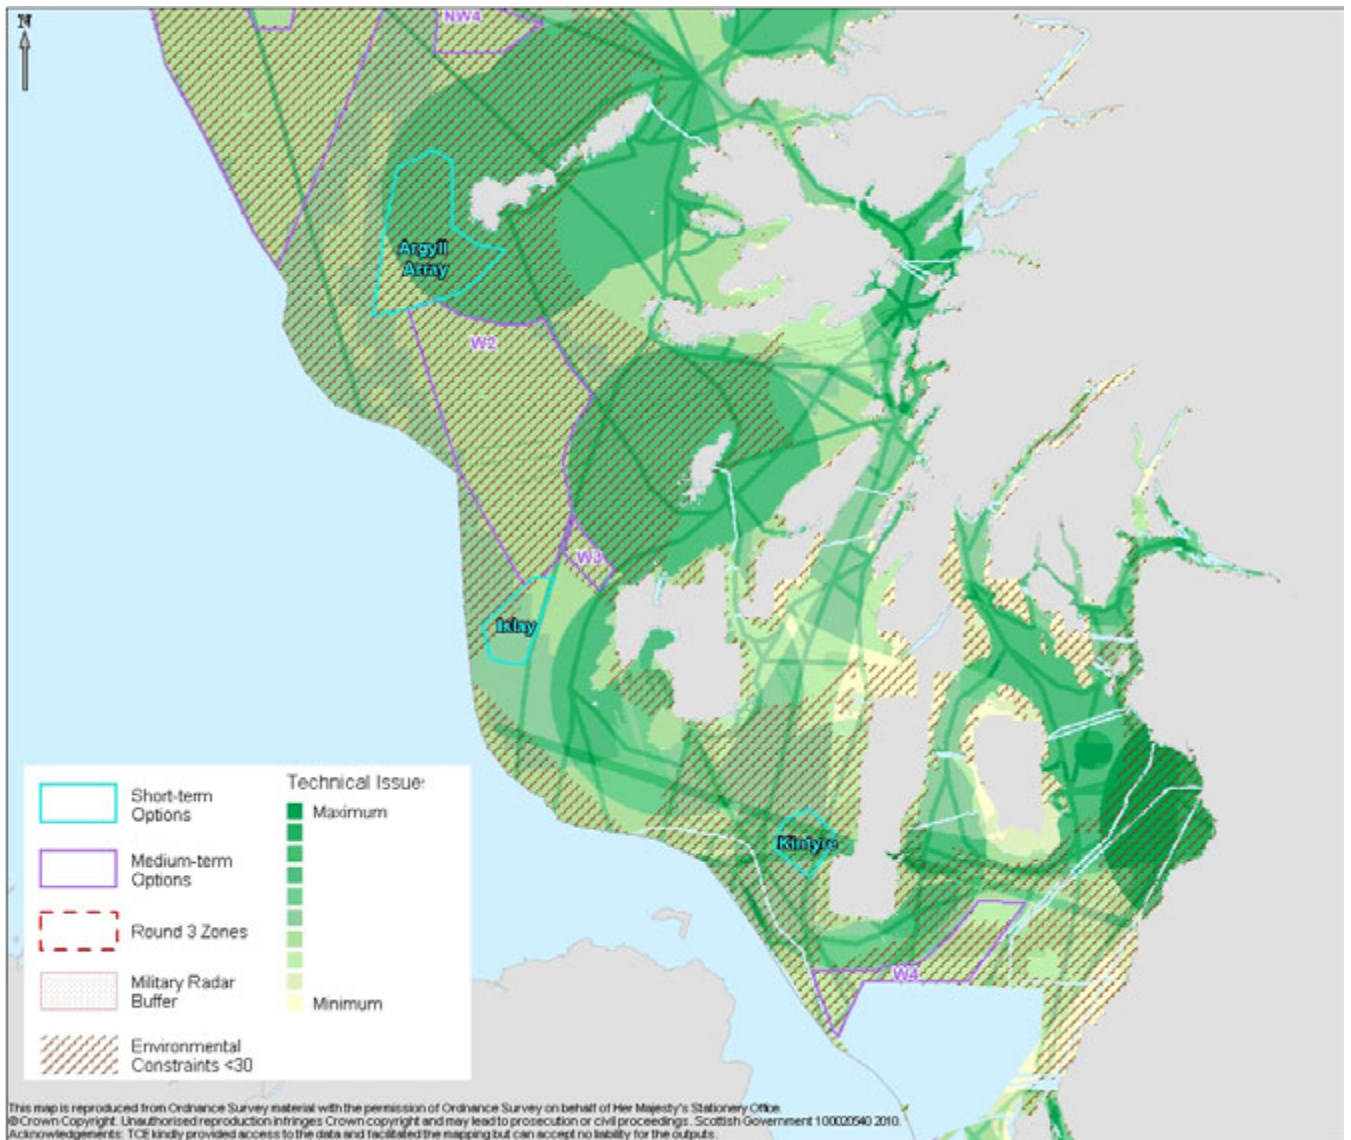 N
NW4
Argyll
Array
W2
W3
Islay
Kintyre
W4
Technical Issue:
Short-term
Options
Maximum
Medium-term
Options
Round 3 Zones
Military Radar
Buffer
Minimum
Environmental
Constraints <30
This map is reproduced from Ordnance Survey material with the permission of Ordnance Survey on behalf of Her Majesty's Stationery Office.
© Crown Copyright. Unauthorised reproduction infringes Crown copyright and may lead to prosecution or civil proceedings. Scottish Government 100020540 2010.
Acknowledgements: TCE kindly provided access to the data and facilitated the mapping but can accept no liability for the outputs.